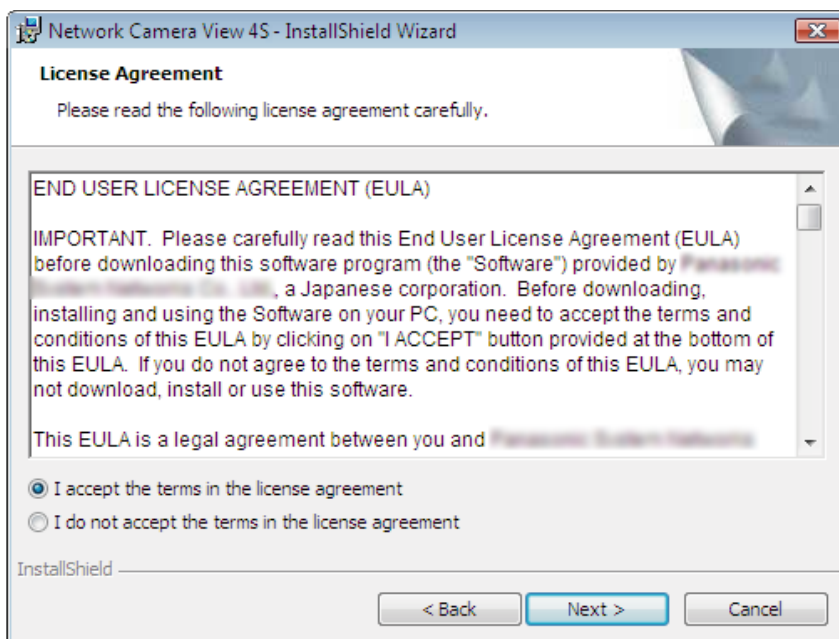 Network Camera View 4S - InstallShield Wizard
License Agreement
Please read the following license agreement carefully.
END USER LICENSE AGREEMENT (EULA)
IMPORTANT.  Please carefully read this End User License Agreement (EULA)
before downloading this software program (the "Software") provided by
, a Japanese corporation.  Before downloading,
installing and using the Software on your PC, you need to accept the terms and
conditions of this EULA by clicking on "I ACCEPT" button provided at the bottom of
this EULA.  If you do not agree to the terms and conditions of this EULA, you may
not download, install or use this software.
This EULA is a legal agreement between you and
I accept the terms in the license agreement
I do not accept the terms in the license agreement
InstallShield
< Back Next > Cancel